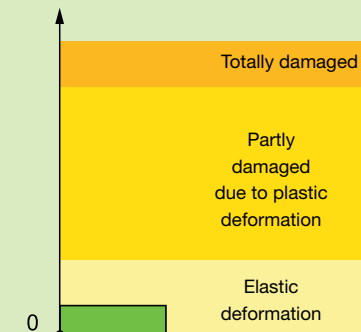 Totally damaged
Partly
damaged
due to plastic
deformation
Elastic
deformation
0